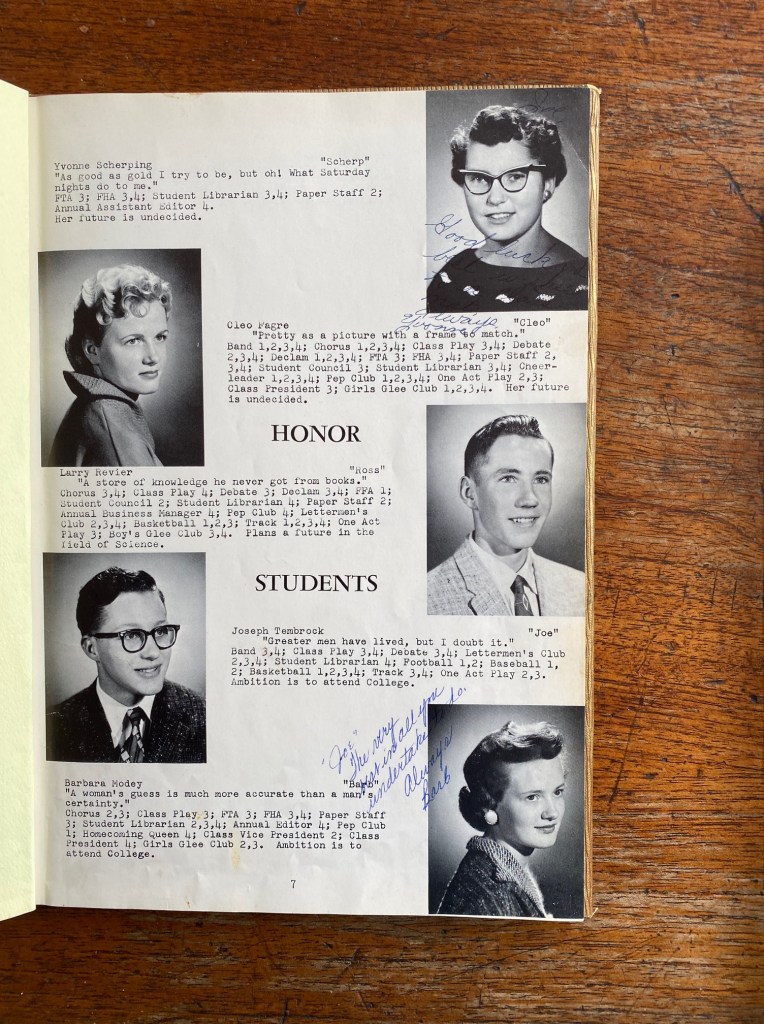 Yvonne Scherping "Scherp"
"As good as gold I try to be, but oh! What Saturday
nights do to me."
FTA 3; FHA 3,4; Student Librarian 3,4; Paper Staff 2;
Annual Assistant Editor 4.
Her future is undecided.
Good luck
Always
Yvonne
Cleo Fagre "Cleo"
"Pretty as a picture with a frame to match."
Band 1,2,3,4; Chorus 1,2,3,4; Class Play 3,4; Debate
2,3,4; Declam 1,2,3,4; FTA 3; FHA 3,4; Paper Staff 2,
3,4; Student Council 3; Student Librarian 3,4; Cheer-
leader 1,2,3,4; Pep Club 1,2,3,4; One Act Play 2,3;
Class President 3; Girls Glee Club 1,2,3,4. Her future
is undecided.
HONOR
Larry Revier "Ross"
"A store of knowledge he never got from books."
Chorus 3,4; Class Play 4; Debate 3; Declam 3,4; FFA 1;
Student Council 2; Student Librarian 4; Paper Staff 2;
Annual Business Manager 4; Pep Club 4; Lettermen's
Club 2,3,4; Basketball 1,2,3; Track 1,2,3,4; One Act
Play 3; Boy's Glee Club 3,4. Plans a future in the
field of Science.
STUDENTS
Joseph Tembrock "Joe"
"Greater men have lived, but I doubt it."
Band 3,4; Class Play 3,4; Debate 3,4; Lettermen's Club
2,3,4; Student Librarian 4; Football 1,2; Baseball 1,
2; Basketball 1,2,3,4; Track 3,4; One Act Play 2,3.
Ambition is to attend College.
"Joe"
The very
best in all you
undertake to do.
Always
Barb
Barbara Modey "Barb"
"A woman's guess is much more accurate than a man's
certainty."
Chorus 2,3; Class Play 3; FTA 3; FHA 3,4; Paper Staff
3; Student Librarian 2,3,4; Annual Editor 4; Pep Club
1; Homecoming Queen 4; Class Vice President 2; Class
President 4; Girls Glee Club 2,3. Ambition is to
attend College.
7